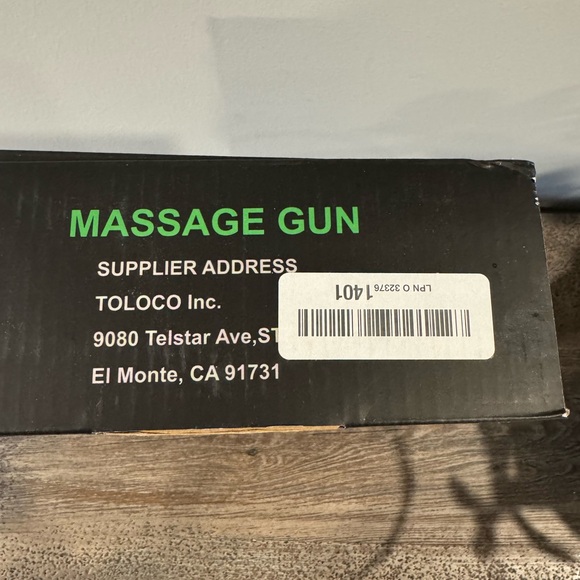 MASSAGE GUN
SUPPLIER ADDRESS
TOLOCO Inc.
9080 Telstar Ave,ST
El Monte, CA 91731
LPN O 32376
1401